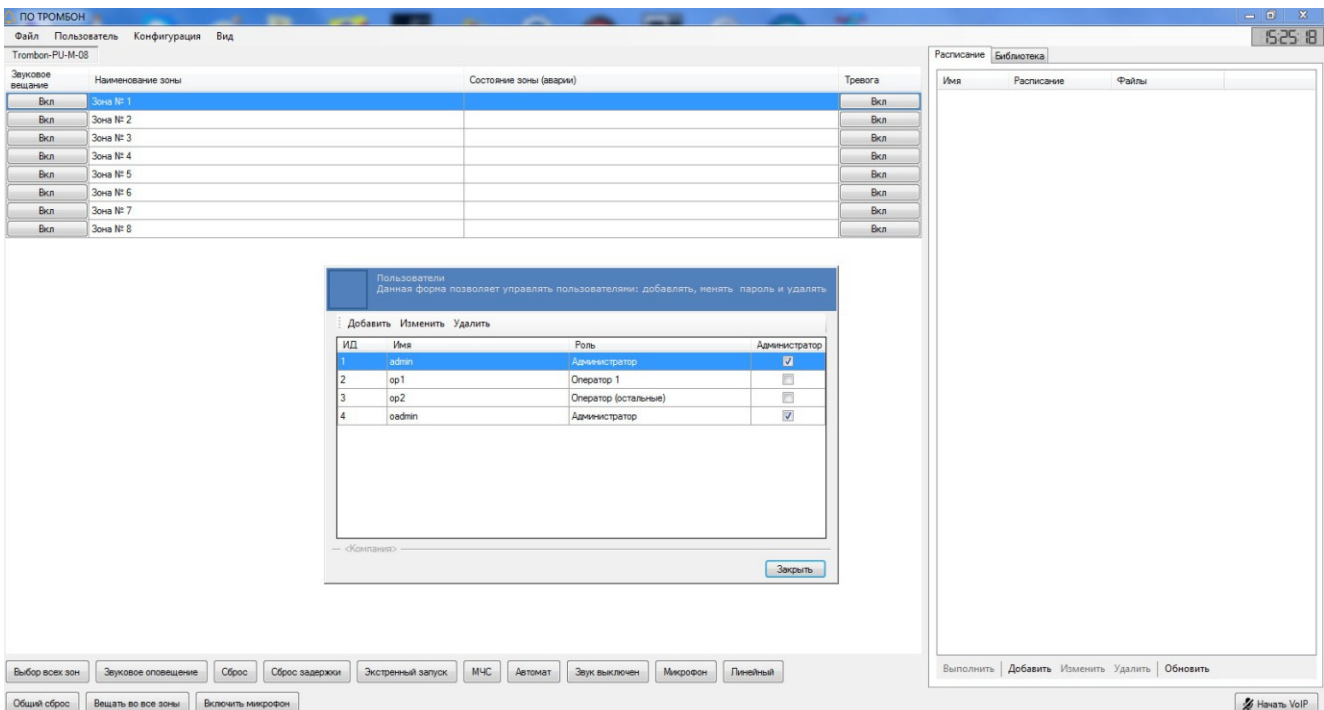 ПО ТРОМБОН
Файл Пользователь Конфигурация Вид
15:25:18
Trombon-PU-M-08
Звуковое вещание Наименование зоны Состояние зоны (аварии) Тревога
Вкл Зона № 1 Вкл
Вкл Зона № 2 Вкл
Вкл Зона № 3 Вкл
Вкл Зона № 4 Вкл
Вкл Зона № 5 Вкл
Вкл Зона № 6 Вкл
Вкл Зона № 7 Вкл
Вкл Зона № 8 Вкл
Расписание Библиотека
Имя Расписание Файлы
Пользователи
Данная форма позволяет управлять пользователями: добавлять, менять пароль и удалять
Добавить Изменить Удалить
ИД Имя Роль Администратор
1 admin Администратор
2 op1 Оператор 1
3 op2 Оператор (остальные)
4 oadmin Администратор
<Компания>
Закрыть
Выполнить Добавить Изменить Удалить Обновить
Выбор всех зон Звуковое оповещение Сброс Сброс задержки Экстренный запуск МЧС Автомат Звук выключен Микрофон Линейный
Общий сброс Вещать во все зоны Включить микрофон Начать VoIP